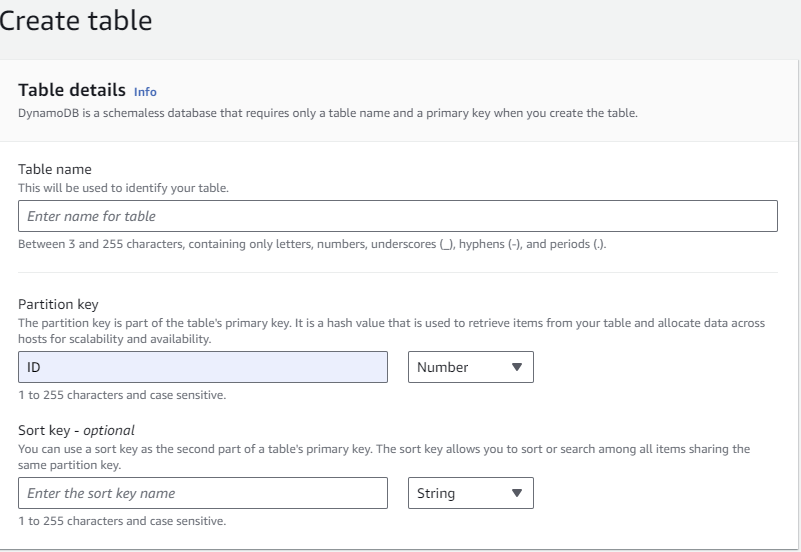 Create table
Table details Info
DynamoDB is a schemaless database that requires only a table name and a primary key when you create the table.
Table name
This will be used to identify your table.
Enter name for table
Between 3 and 255 characters, containing only letters, numbers, underscores (_), hyphens (-), and periods (.).
Partition key
The partition key is part of the table's primary key. It is a hash value that is used to retrieve items from your table and allocate data across
hosts for scalability and availability.
ID Number
1 to 255 characters and case sensitive.
Sort key - optional
You can use a sort key as the second part of a table's primary key. The sort key allows you to sort or search among all items sharing the
same partition key.
Enter the sort key name String
1 to 255 characters and case sensitive.